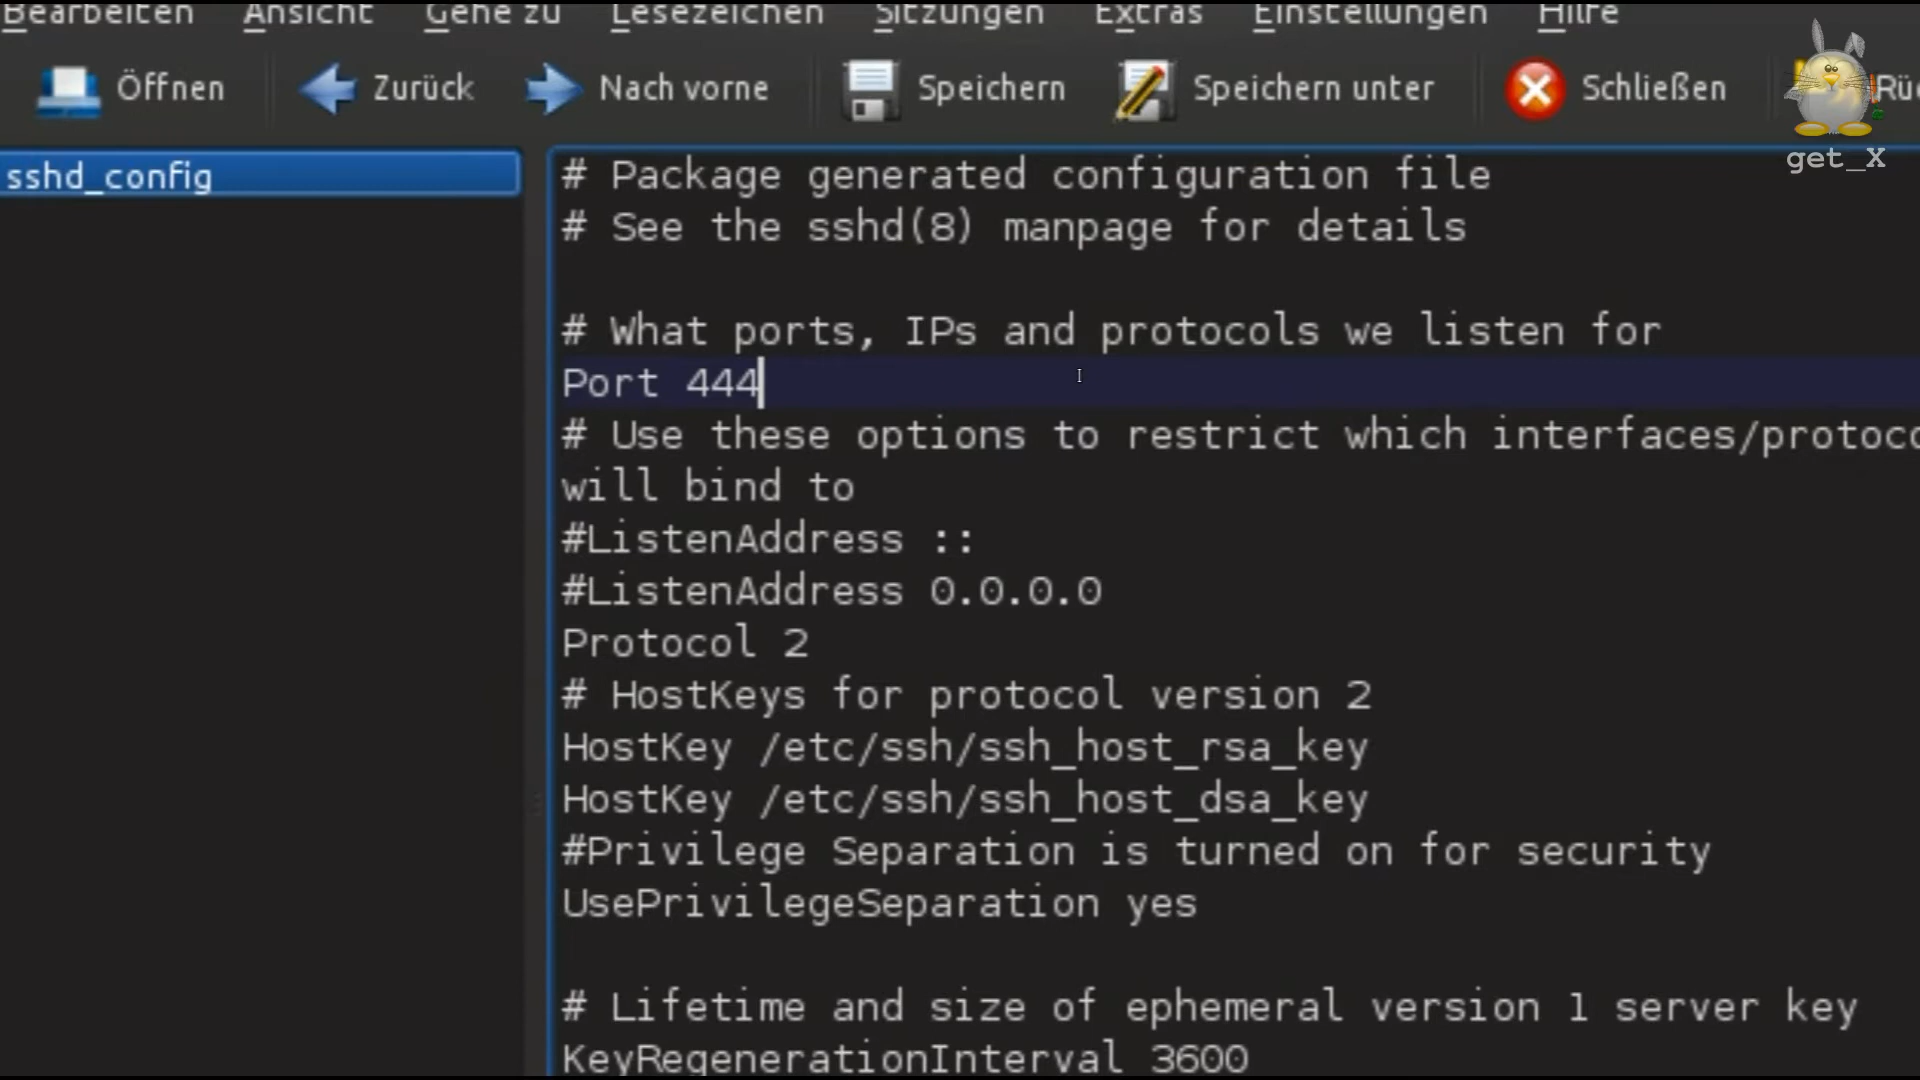 Bearbeiten Ansicht Gehe zu Lesezeichen Sitzungen Extras Einstellungen Hilfe
Öffnen Zurück Nach vorne Speichern Speichern unter Schließen Rüc
get_X
sshd_config
# Package generated configuration file
# See the sshd(8) manpage for details
# What ports, IPs and protocols we listen for
Port 444
# Use these options to restrict which interfaces/protoco
will bind to
#ListenAddress ::
#ListenAddress 0.0.0.0
Protocol 2
# HostKeys for protocol version 2
HostKey /etc/ssh/ssh_host_rsa_key
HostKey /etc/ssh/ssh_host_dsa_key
#Privilege Separation is turned on for security
UsePrivilegeSeparation yes
# Lifetime and size of ephemeral version 1 server key
KeyRegenerationInterval 3600